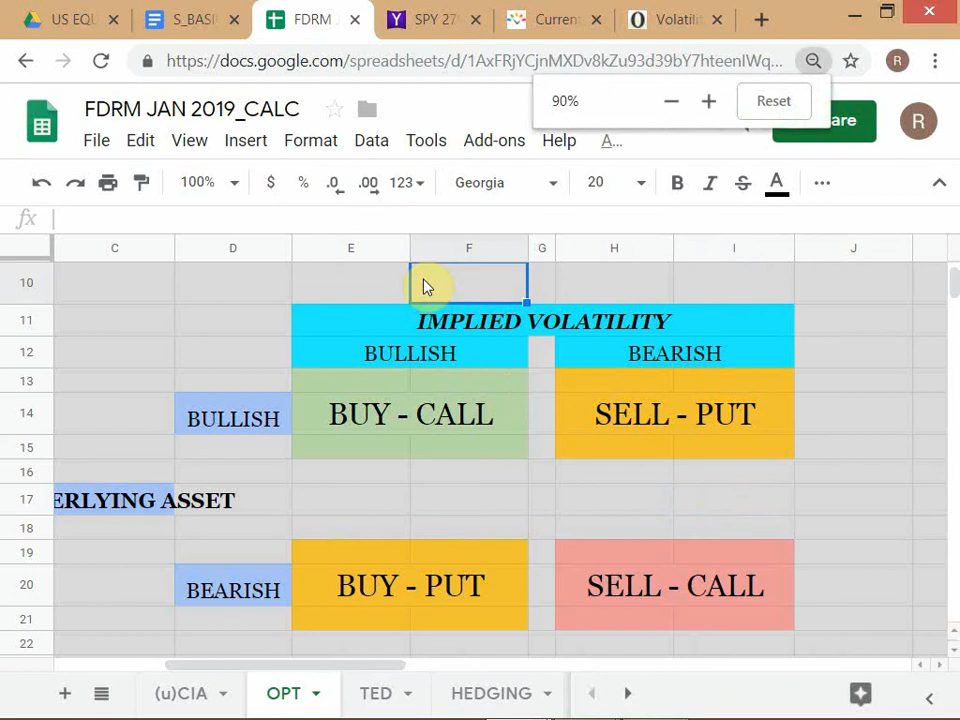 US EQU
S_BASI
FDRM J
SPY 27
Current
Volatili
https://docs.google.com/spreadsheets/d/1AxFRjYCjnMXDv8kZu93d39bY7hteenIWq...
R
90%
Reset
FDRM JAN 2019_CALC
are
R
File Edit View Insert Format Data Tools Add-ons Help A...
100% $ % .0 .00 123 Georgia 20 B I S A
fx
C D E F G H I J
10
11 IMPLIED VOLATILITY
12 BULLISH BEARISH
13
14 BULLISH BUY - CALL SELL - PUT
15
16
17 ERLYING ASSET
18
19
20 BEARISH BUY - PUT SELL - CALL
21
22
(u)CIA OPT TED HEDGING